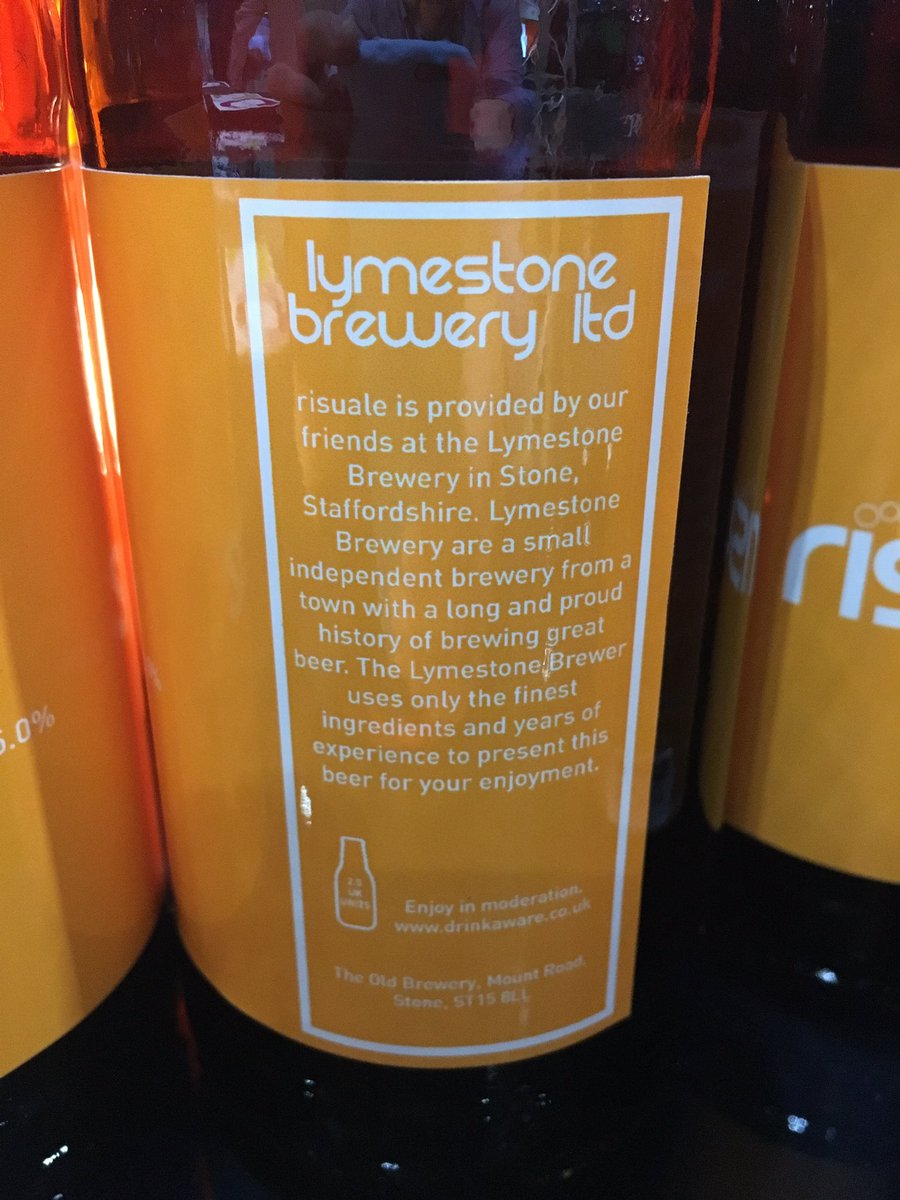 lymestone
brewery ltd
risuale is provided by our
friends at the Lymestone
Brewery in Stone,
Staffordshire. Lymestone
Brewery are a small
independent brewery from a
town with a long and proud
history of brewing great
beer. The Lymestone Brewer
uses only the finest
ingredients and years of
experience to present this
beer for your enjoyment.
UK
UNITS
Enjoy in moderation.
www.drinkaware.co.uk
The Old Brewery, Mount Road,
Stone, ST15 8LL
5.0%
ris